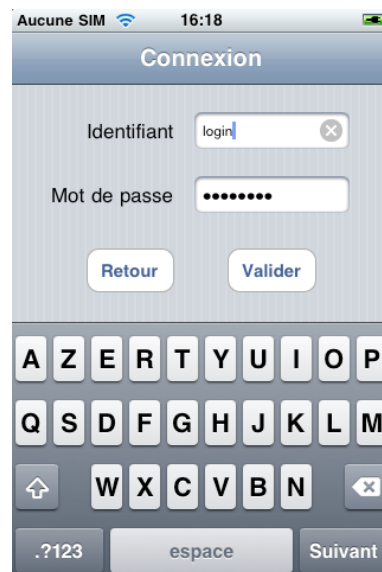 Aucune SIM 16:18
Connexion
Identifiant login
Mot de passe ••••••••
Retour Valider
A Z E R T Y U I O P
Q S D F G H J K L M
W X C V B N
.?123 espace Suivant